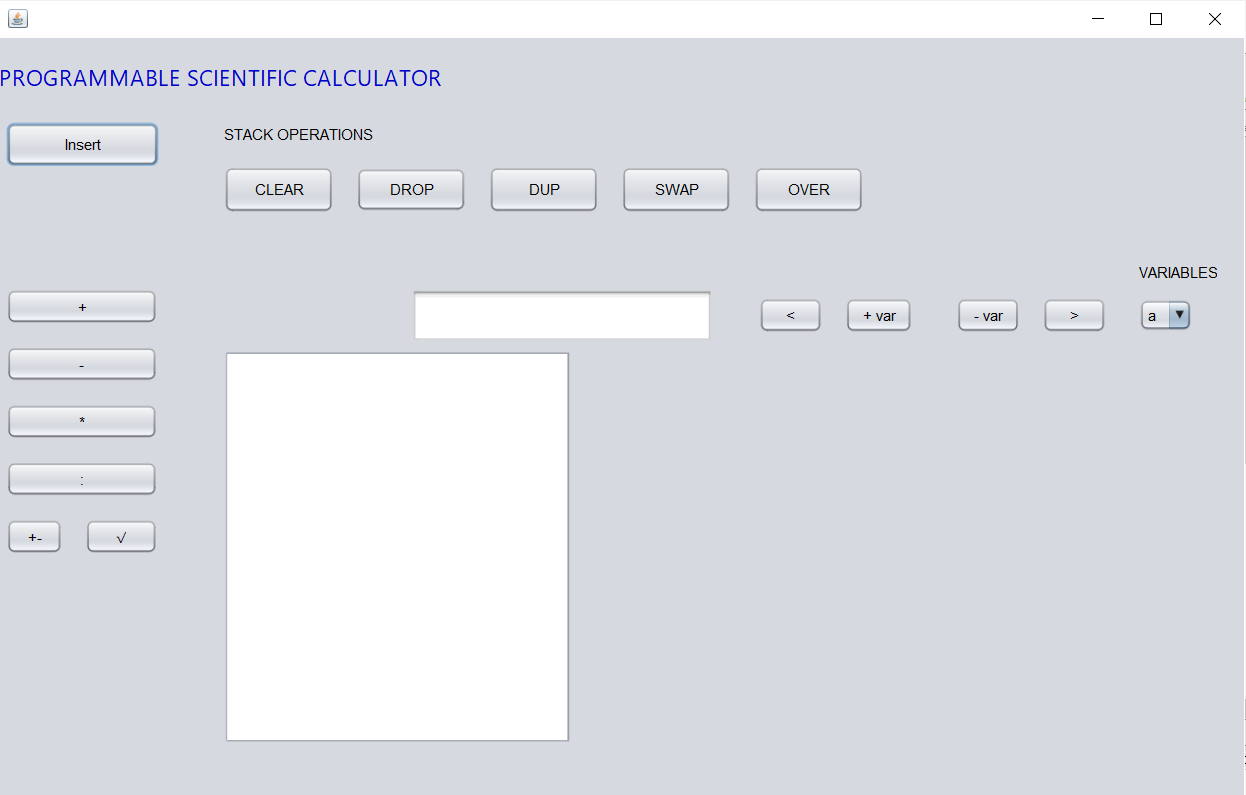 PROGRAMMABLE SCIENTIFIC CALCULATOR
Insert
STACK OPERATIONS
CLEAR DROP DUP SWAP OVER
VARIABLES
+
< + var - var > a
-
*
:
+- √